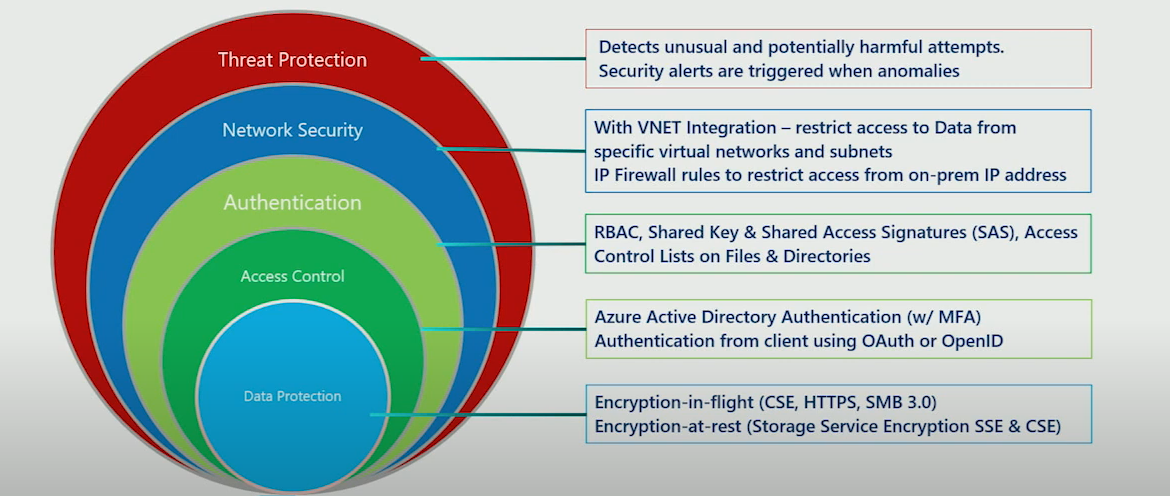 Threat Protection
Detects unusual and potentially harmful attempts.
Security alerts are triggered when anomalies
Network Security
With VNET Integration – restrict access to Data from
specific virtual networks and subnets
IP Firewall rules to restrict access from on-prem IP address
Authentication
RBAC, Shared Key & Shared Access Signatures (SAS), Access
Control Lists on Files & Directories
Access Control
Azure Active Directory Authentication (w/ MFA)
Authentication from client using OAuth or OpenID
Data Protection
Encryption-in-flight (CSE, HTTPS, SMB 3.0)
Encryption-at-rest (Storage Service Encryption SSE & CSE)